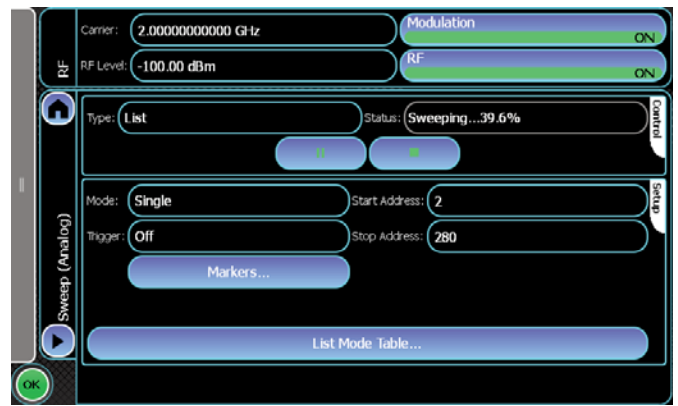 Carrier: 2.00000000000 GHz
Modulation
ON
RF Level: -100.00 dBm
RF
ON
RF
Type: List
Status: Sweeping...39.6%
Control
Mode: Single
Start Address: 2
Setup
Trigger: Off
Stop Address: 280
Markers...
Sweep (Analog)
List Mode Table...
OK